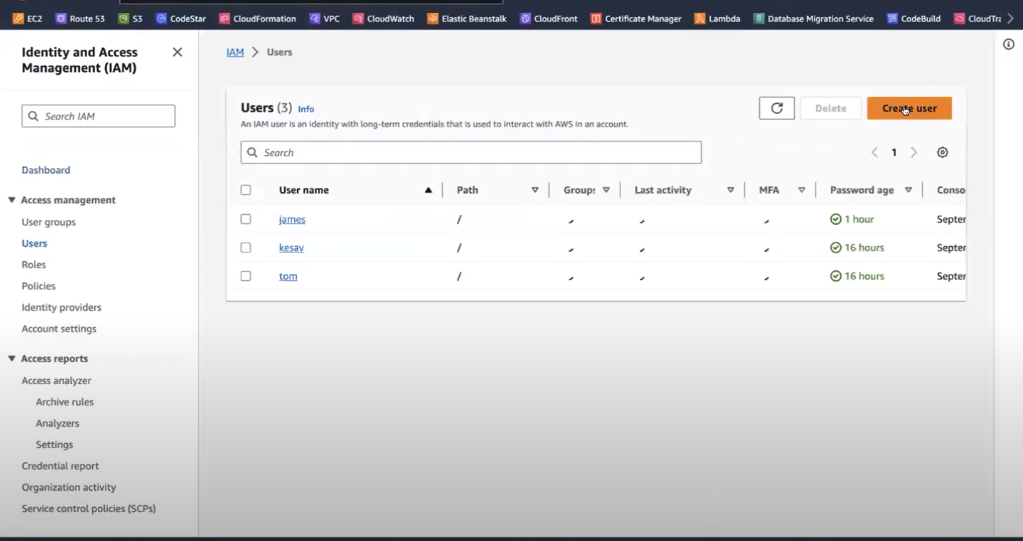 EC2 Route 53 S3 CodeStar CloudFormation VPC CloudWatch Elastic Beanstalk CloudFront Certificate Manager Lambda Database Migration Service CodeBuild CloudTra
Identity and Access
Management (IAM)
Search IAM
Dashboard
Access management
User groups
Users
Roles
Policies
Identity providers
Account settings
Access reports
Access analyzer
Archive rules
Analyzers
Settings
Credential report
Organization activity
Service control policies (SCPs)
IAM > Users
Users (3) Info
Delete
Create user
An IAM user is an identity with long-term credentials that is used to interact with AWS in an account.
Search
1
User name Path Groups Last activity MFA Password age Conso
james / - - - 1 hour Septer
kesav / - - - 16 hours Septer
tom / - - - 16 hours Septer